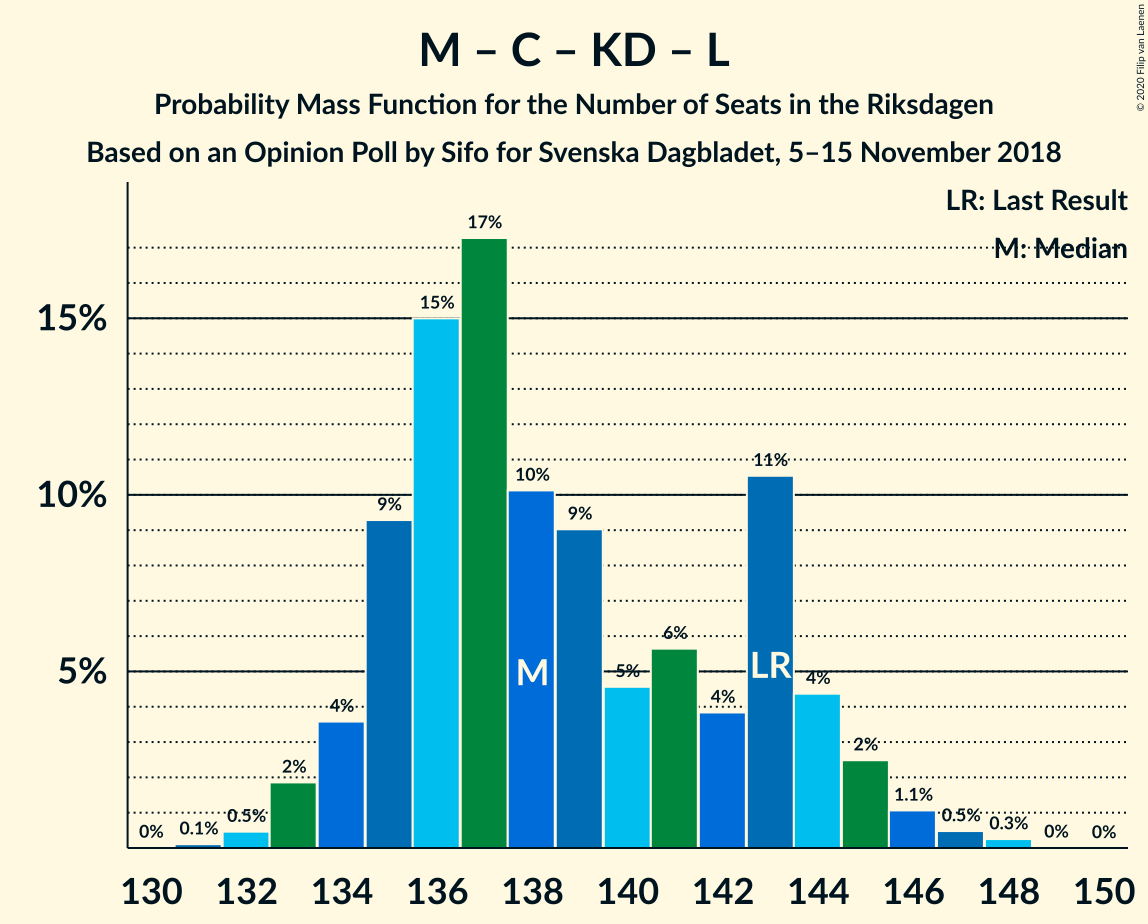 M – C – KD – L
Probability Mass Function for the Number of Seats in the Riksdagen
Based on an Opinion Poll by Sifo for Svenska Dagbladet, 5–15 November 2018
© 2020 Filip van Laenen
LR: Last Result
M: Median
17%
15%
15%
11%
10%
10%
9%
9%
6%
LR
5%
M
5%
4%
4%
4%
2%
2%
1.1%
0.5%
0.5%
0.3%
0.1%
0%
0%
0%
130 132 134 136 138 140 142 144 146 148 150